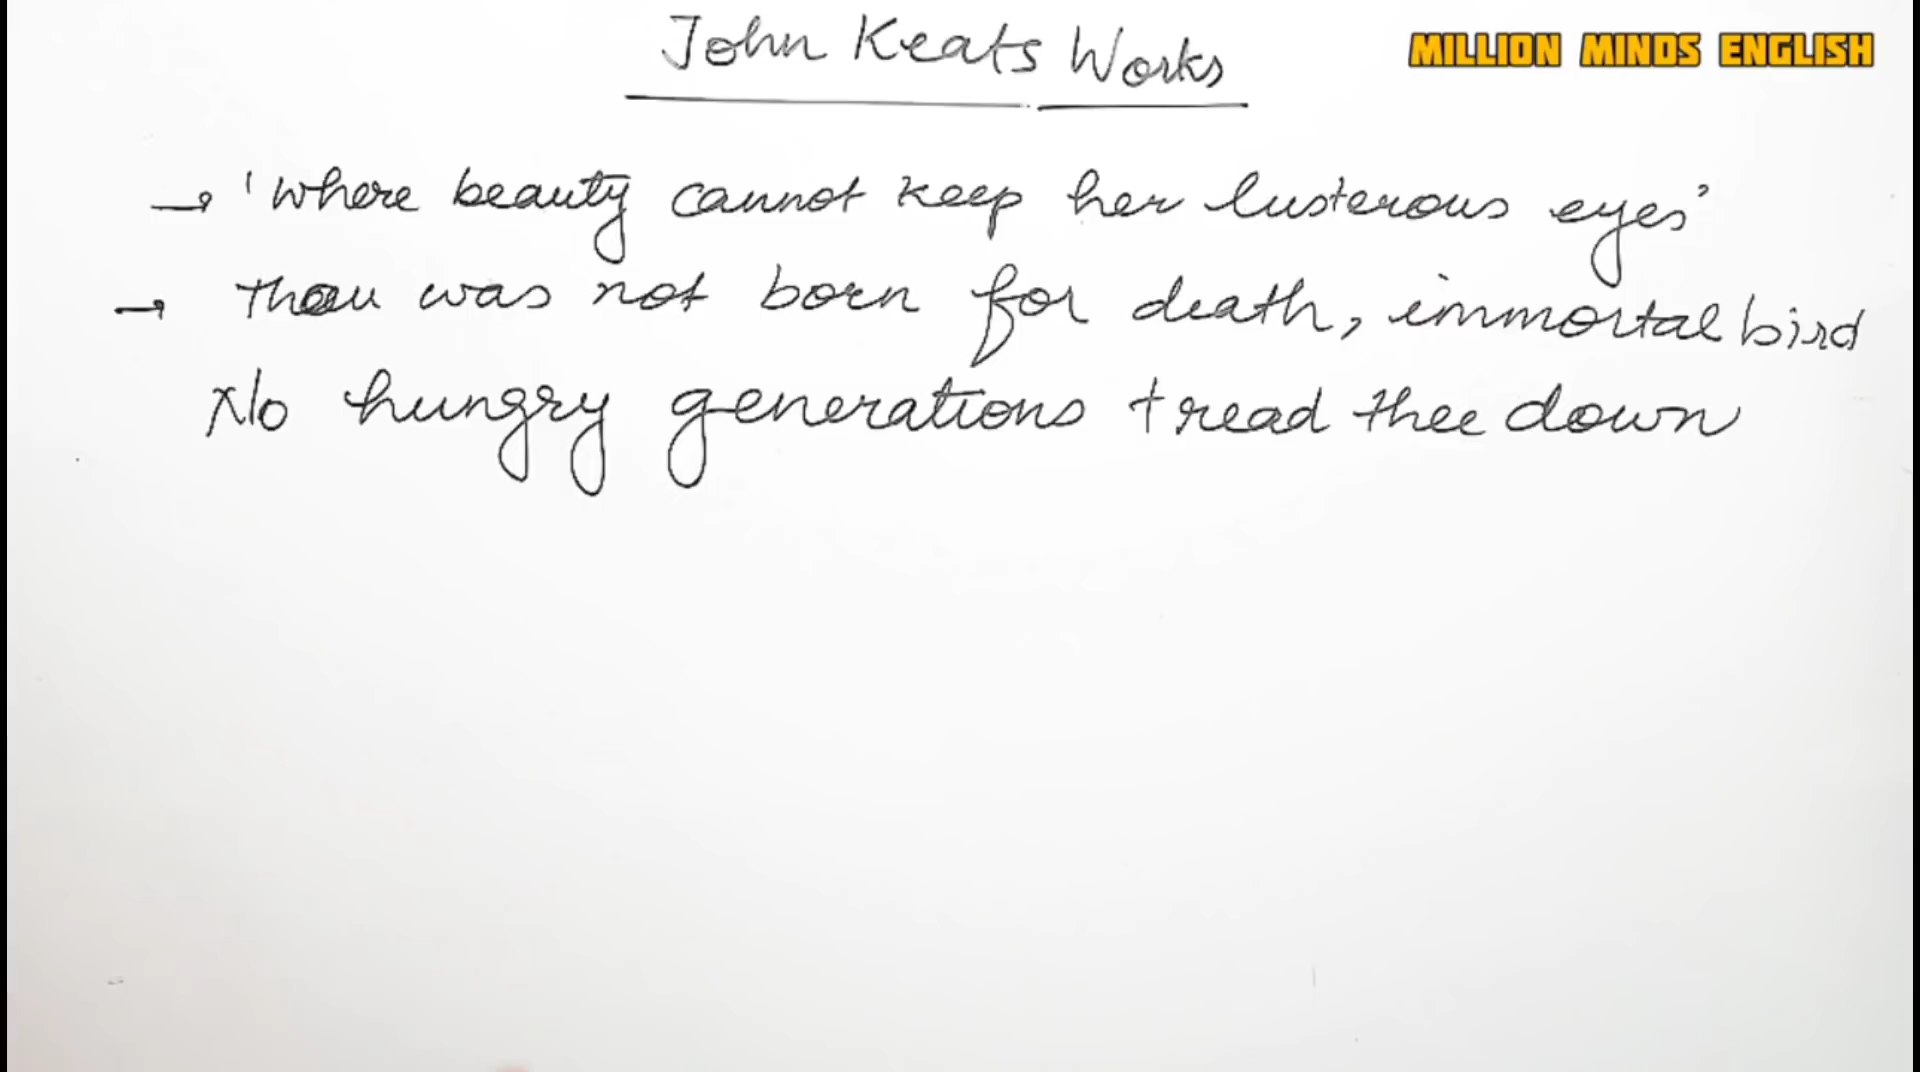 John Keats Works
MILLION MINDS ENGLISH
→ 'where beauty cannot keep her lusterous eyes'
→ Thou was not born for death, immortal bird
No hungry generations tread thee down